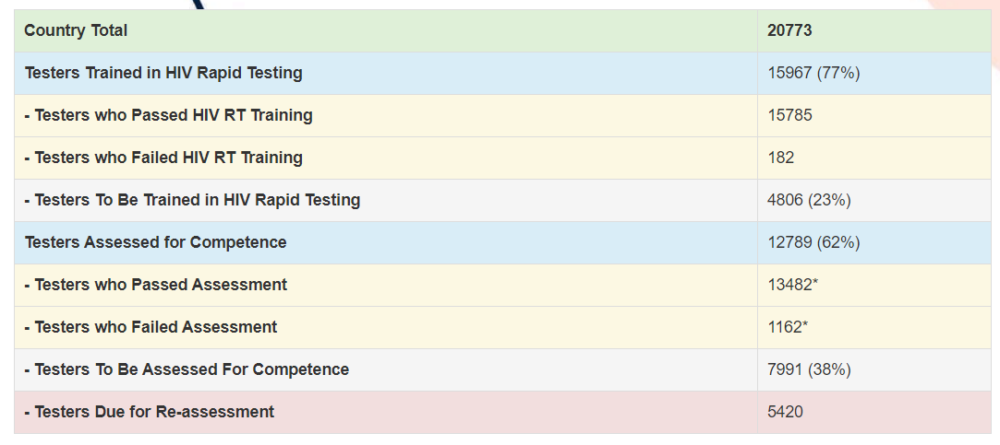 Country Total 20773
Testers Trained in HIV Rapid Testing 15967 (77%)
- Testers who Passed HIV RT Training 15785
- Testers who Failed HIV RT Training 182
- Testers To Be Trained in HIV Rapid Testing 4806 (23%)
Testers Assessed for Competence 12789 (62%)
- Testers who Passed Assessment 13482*
- Testers who Failed Assessment 1162*
- Testers To Be Assessed For Competence 7991 (38%)
- Testers Due for Re-assessment 5420